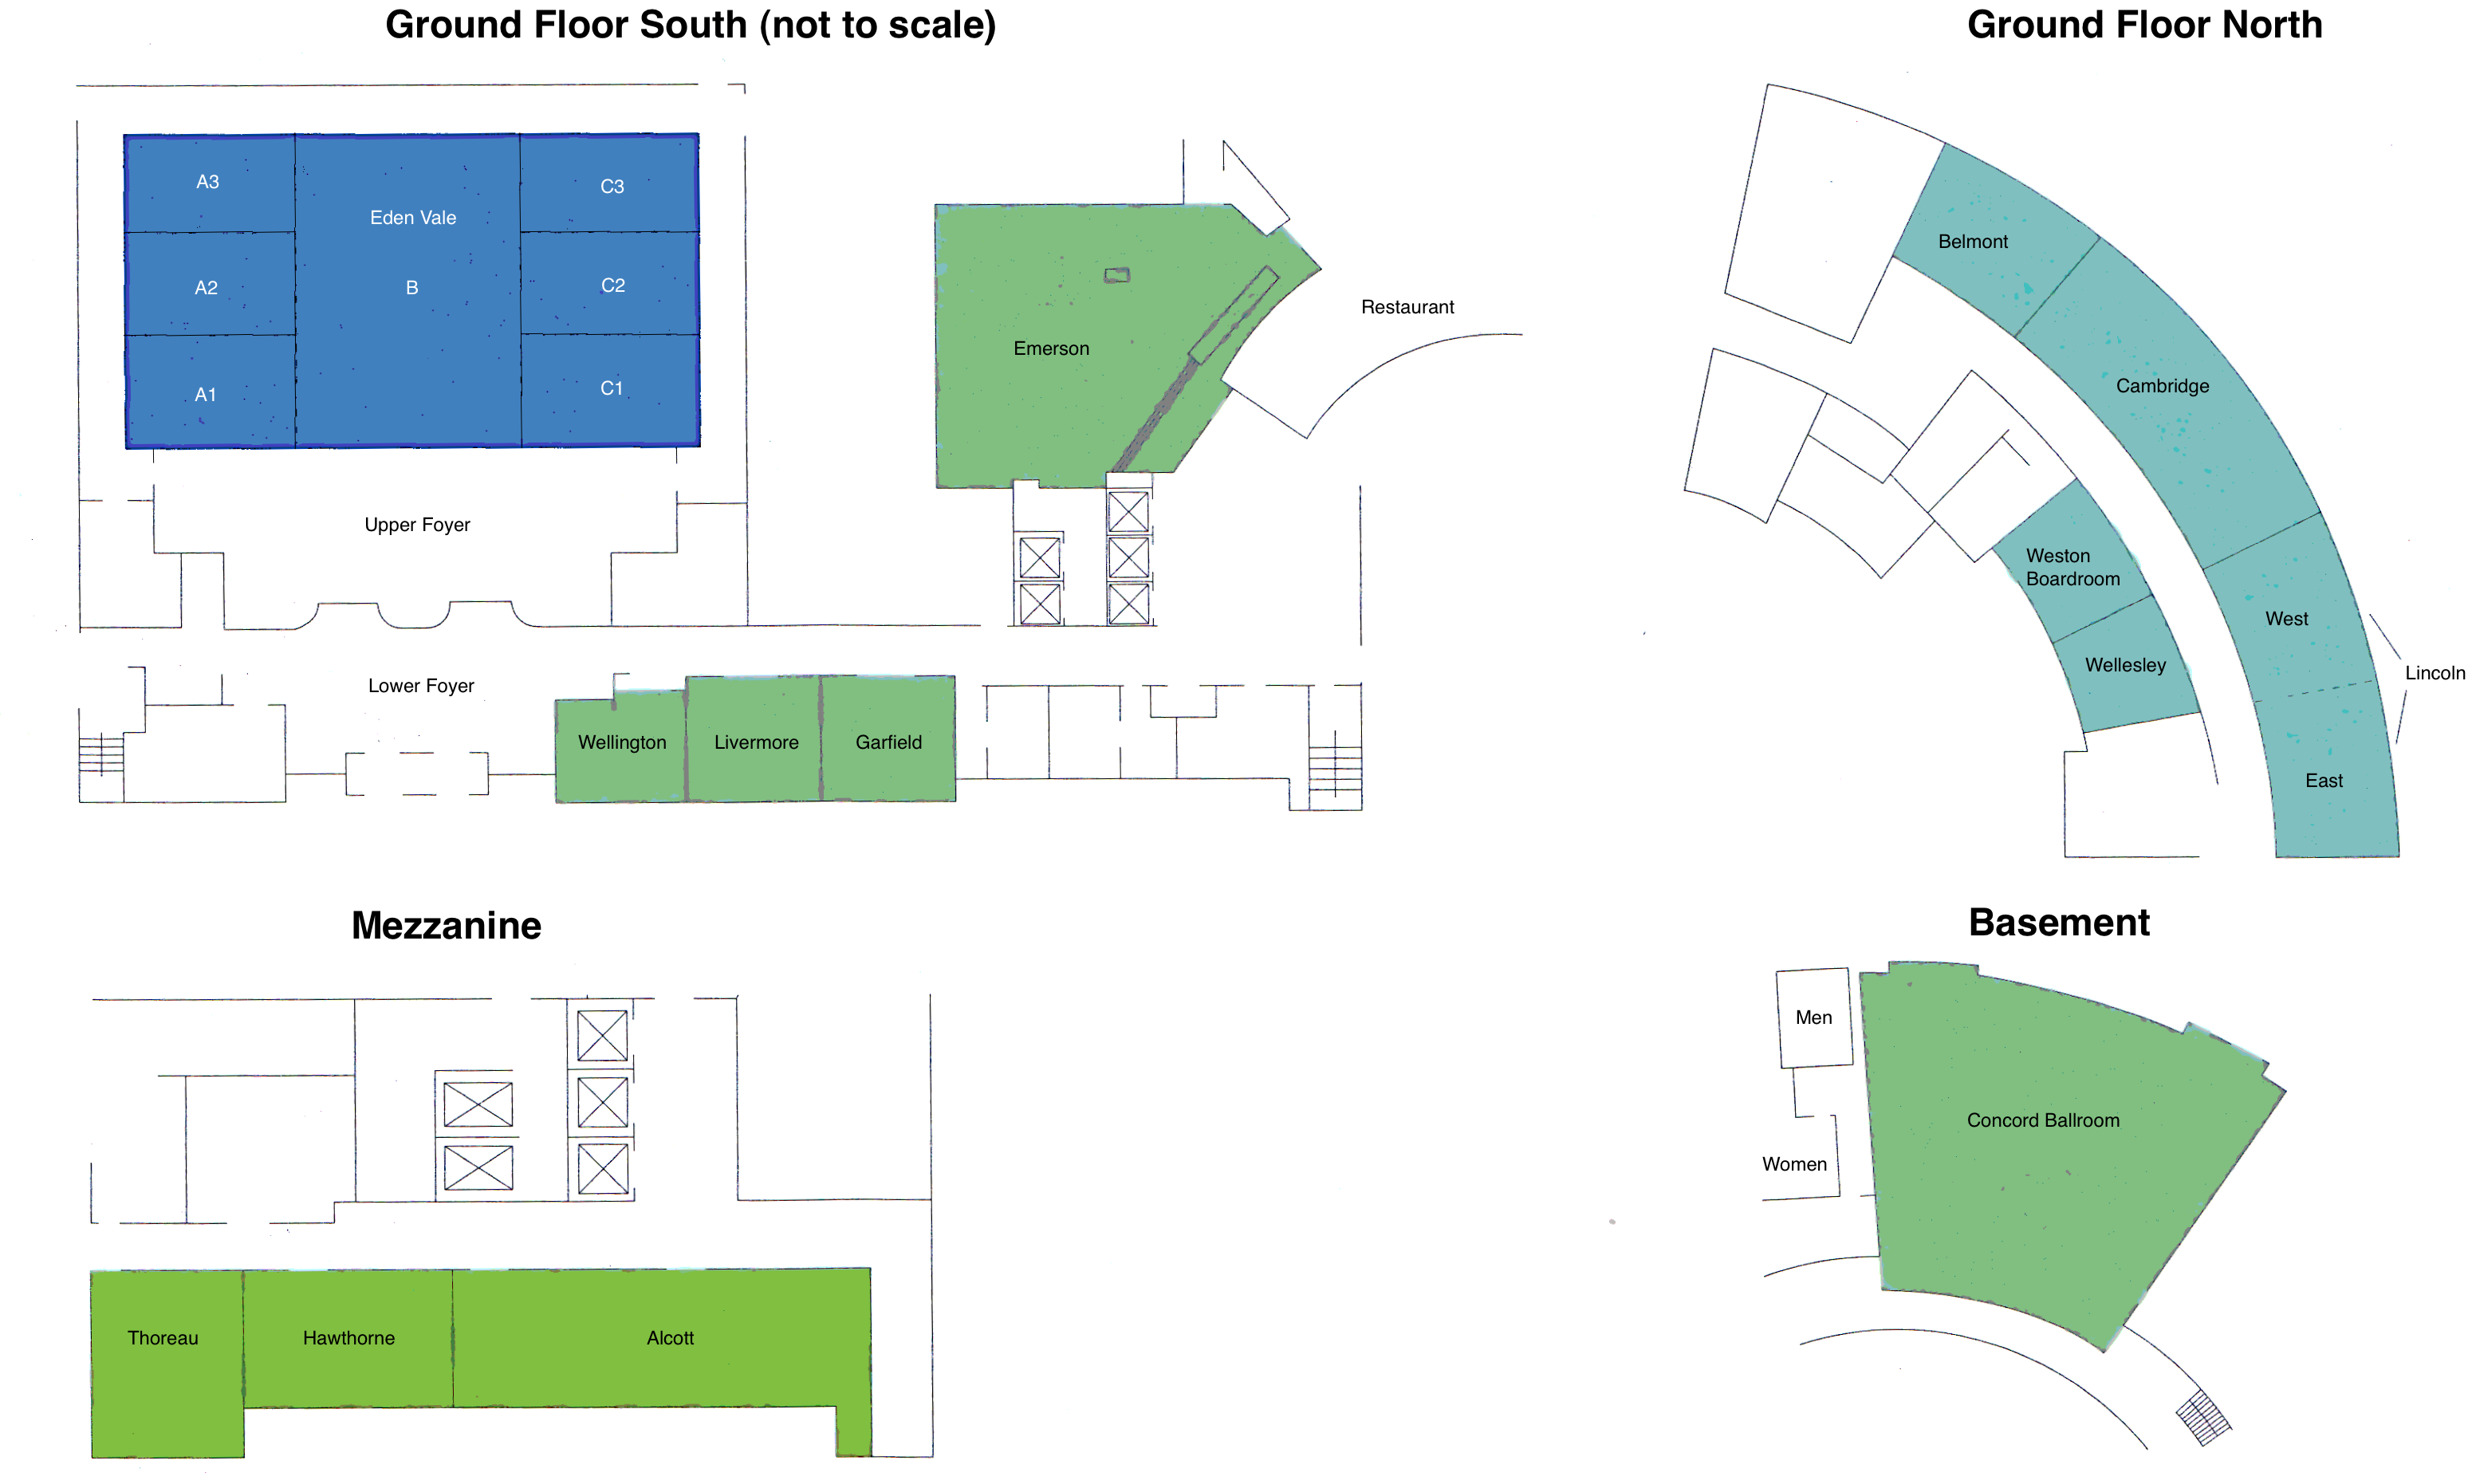 Ground Floor South (not to scale)
A3
Eden Vale
C3
A2
B
C2
A1
C1
Upper Foyer
Emerson
Restaurant
Lower Foyer
Wellington
Livermore
Garfield
Ground Floor North
Belmont
Cambridge
Weston
Boardroom
West
Wellesley
Lincoln
East
Mezzanine
Thoreau
Hawthorne
Alcott
Basement
Men
Concord Ballroom
Women